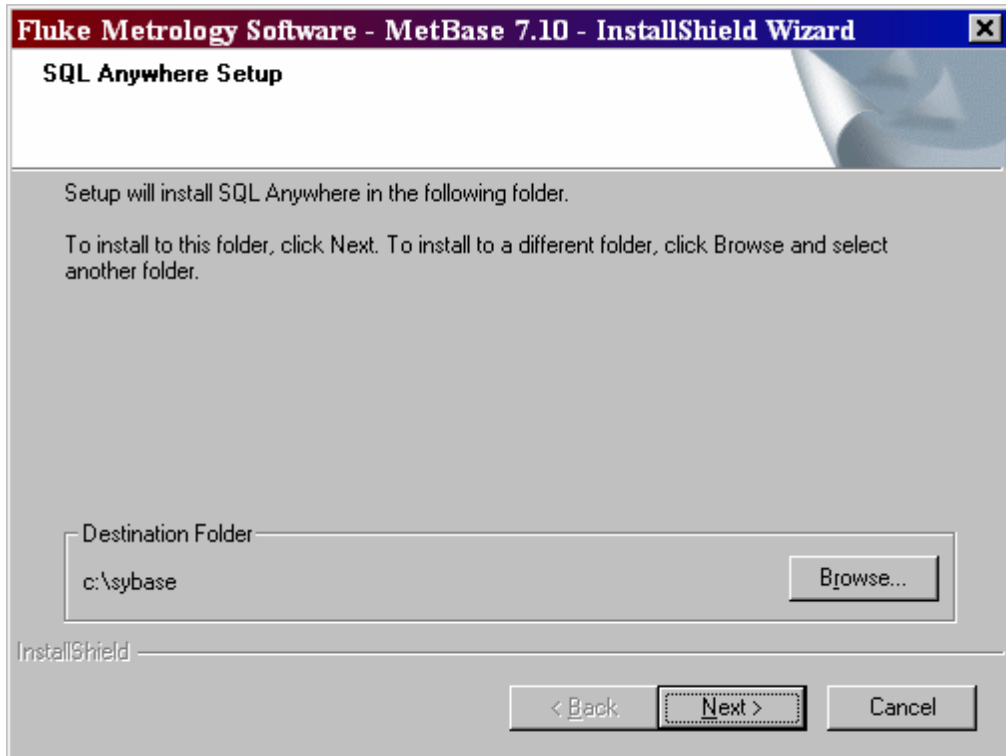 Fluke Metrology Software - MetBase 7.10 - InstallShield Wizard
SQL Anywhere Setup
Setup will install SQL Anywhere in the following folder.
To install to this folder, click Next. To install to a different folder, click Browse and select
another folder.
Destination Folder
c:\sybase
Browse...
InstallShield
< Back
Next >
Cancel